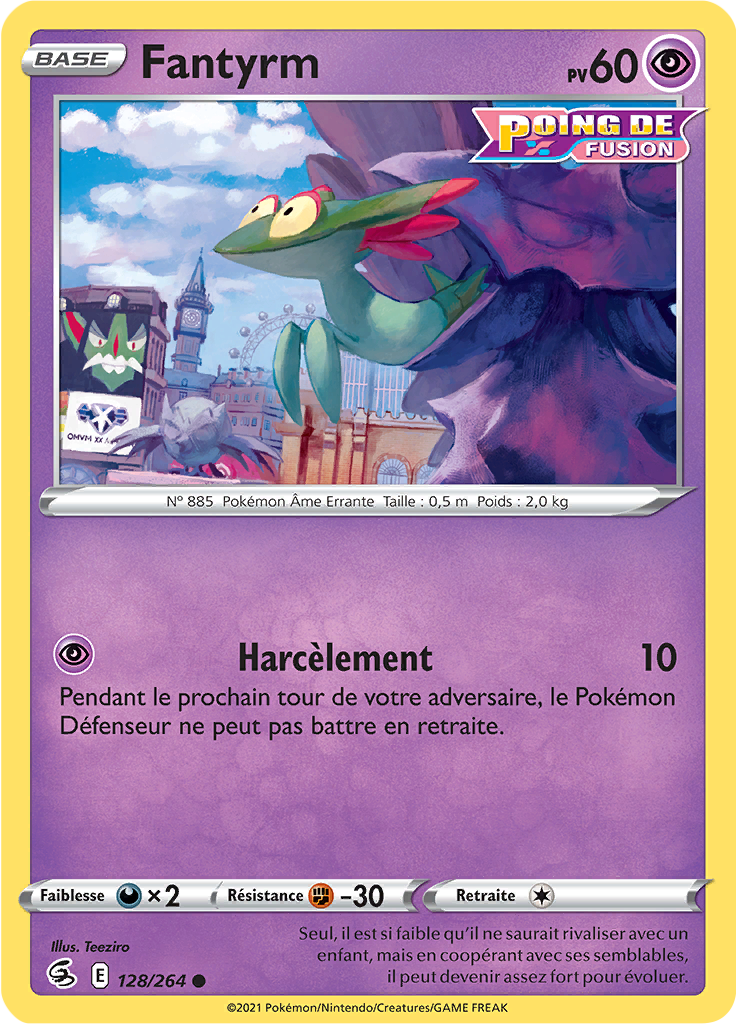 BASE
Fantyrm
PV60
POING DE
FUSION
N° 885 Pokémon Âme Errante Taille : 0,5 m Poids : 2,0 kg
Harcèlement 10
Pendant le prochain tour de votre adversaire, le Pokémon
Défenseur ne peut pas battre en retraite.
Faiblesse ×2 Résistance -30 Retraite
Illus. Teeziro
Seul, il est si faible qu'il ne saurait rivaliser avec un
enfant, mais en coopérant avec ses semblables,
il peut devenir assez fort pour évoluer.
E 128/264
©2021 Pokémon/Nintendo/Creatures/GAME FREAK